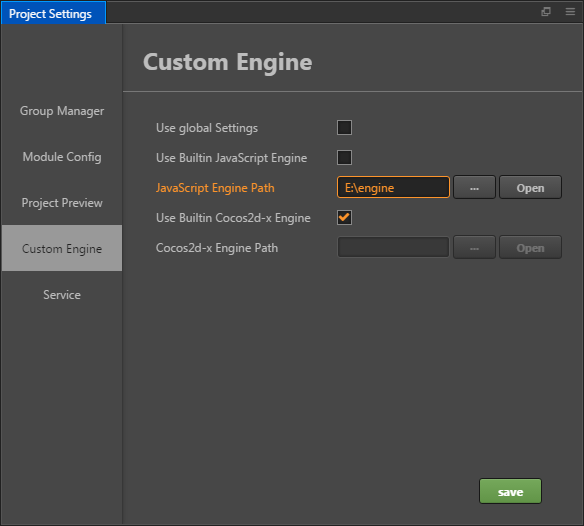 Project Settings
Custom Engine
Group Manager
Module Config
Project Preview
Custom Engine
Service
Use global Settings
Use Builtin JavaScript Engine
JavaScript Engine Path E:\engine ... Open
Use Builtin Cocos2d-x Engine
Cocos2d-x Engine Path ... Open
save